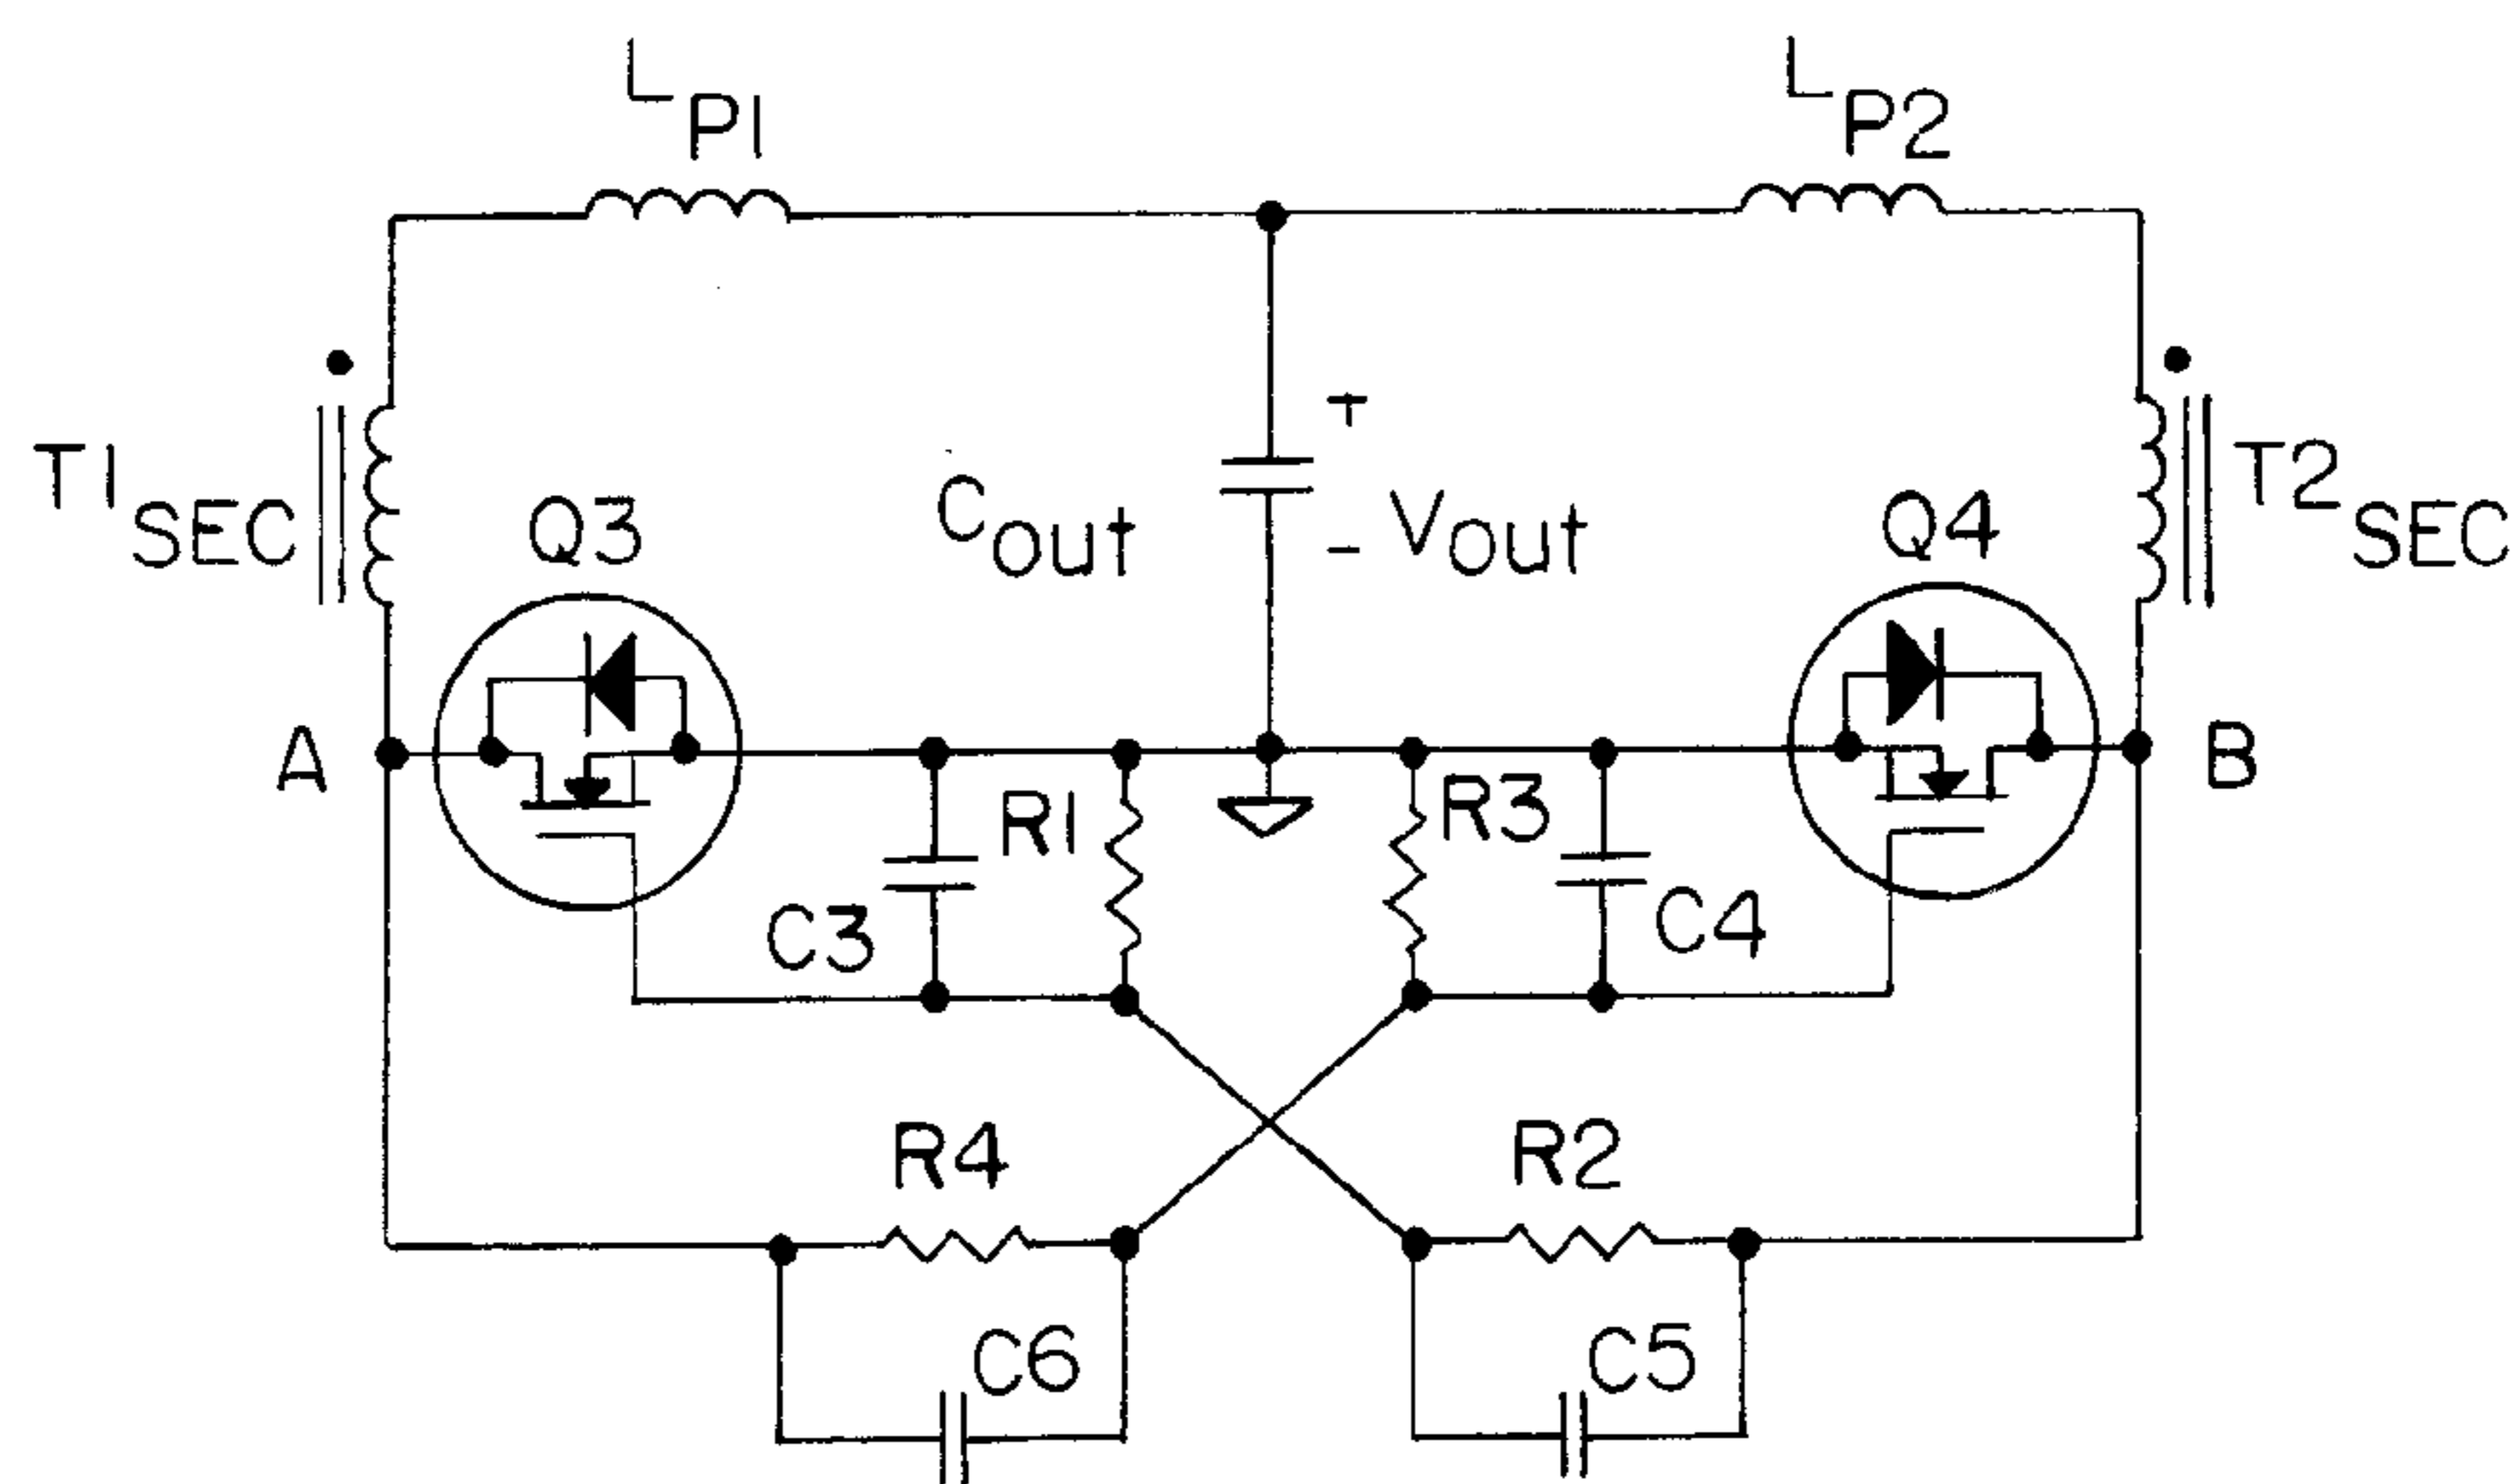 LP1
LP2
T1SEC
Q3
Cout
+
- Vout
Q4
T2SEC
A
B
R1
R3
C3
C4
R4
R2
C6
C5